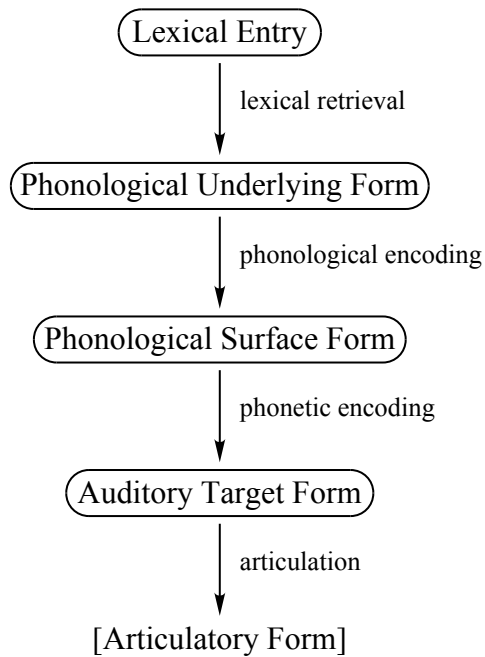 Lexical Entry
lexical retrieval
Phonological Underlying Form
phonological encoding
Phonological Surface Form
phonetic encoding
Auditory Target Form
articulation
[Articulatory Form]